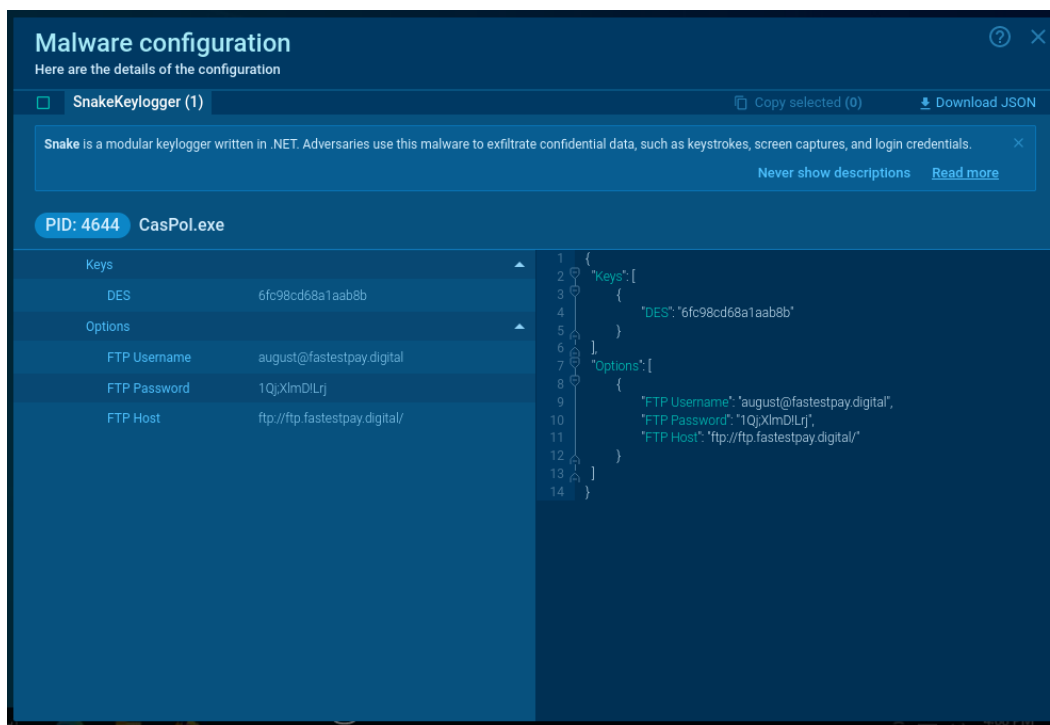 Malware configuration
Here are the details of the configuration
SnakeKeylogger (1)
Copy selected (0)
Download JSON
Snake is a modular keylogger written in .NET. Adversaries use this malware to exfiltrate confidential data, such as keystrokes, screen captures, and login credentials.
Never show descriptions
Read more
PID: 4644
CasPol.exe
Keys
DES 6fc98cd68a1aab8b
Options
FTP Username august@fastestpay.digital
FTP Password 1Qj;XlmD!Lrj
FTP Host ftp://ftp.fastestpay.digital/
1 {
2 "Keys": [
3 {
4 "DES": "6fc98cd68a1aab8b"
5 }
6 ],
7 "Options": [
8 {
9 "FTP Username": "august@fastestpay.digital",
10 "FTP Password": "1Qj;XlmD!Lrj",
11 "FTP Host": "ftp://ftp.fastestpay.digital/"
12 }
13 ]
14 }